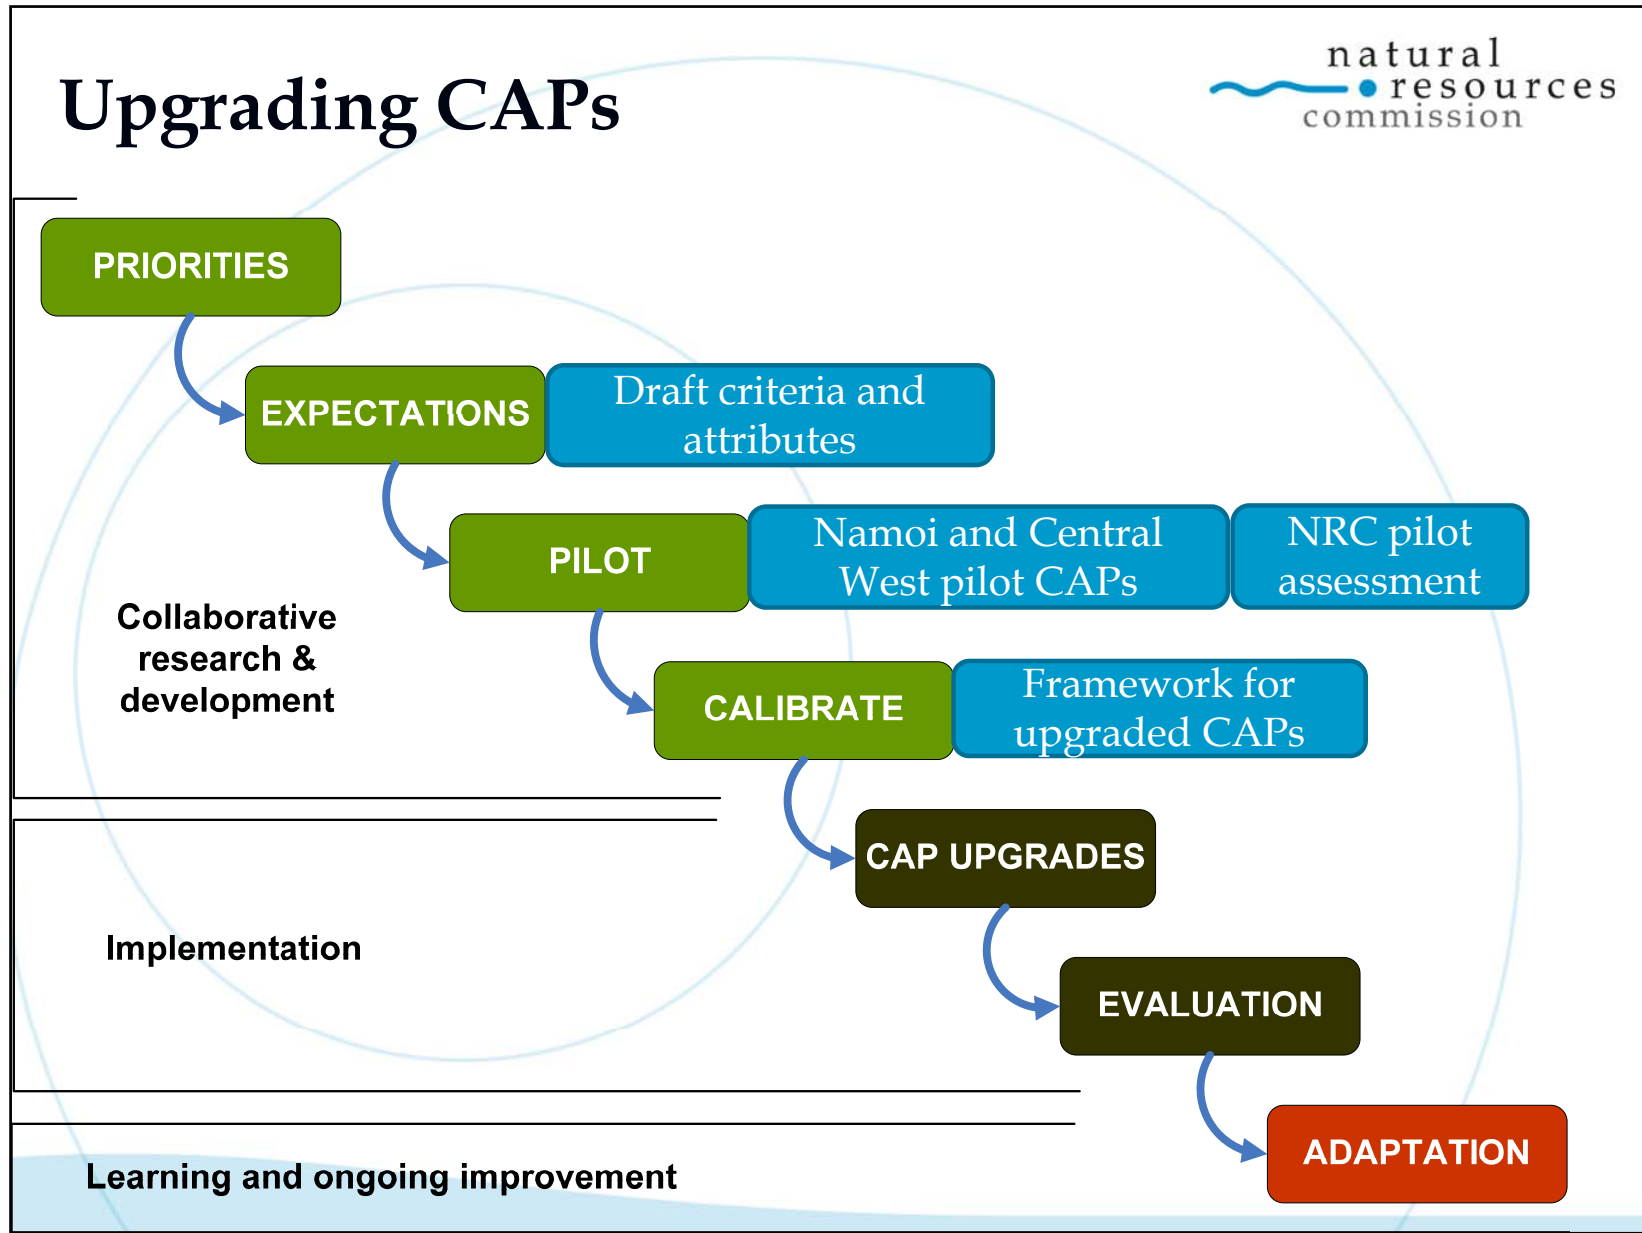 Upgrading CAPs
natural
resources
commission
PRIORITIES
EXPECTATIONS
Draft criteria and
attributes
PILOT
Namoi and Central
West pilot CAPs
NRC pilot
assessment
Collaborative
research &
development
CALIBRATE
Framework for
upgraded CAPs
CAP UPGRADES
Implementation
EVALUATION
ADAPTATION
Learning and ongoing improvement